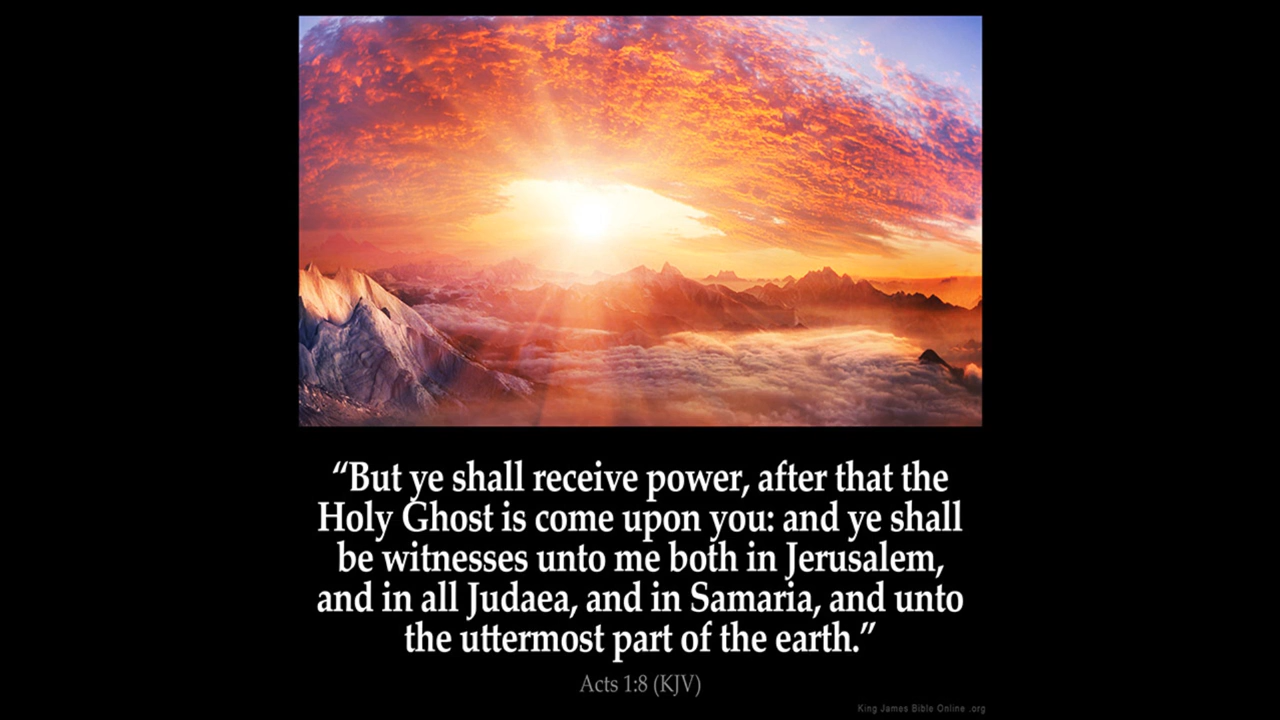 “But ye shall receive power, after that the
Holy Ghost is come upon you: and ye shall
be witnesses unto me both in Jerusalem,
and in all Judaea, and in Samaria, and unto
the uttermost part of the earth.”
Acts 1:8 (KJV)
King James Bible Online .org